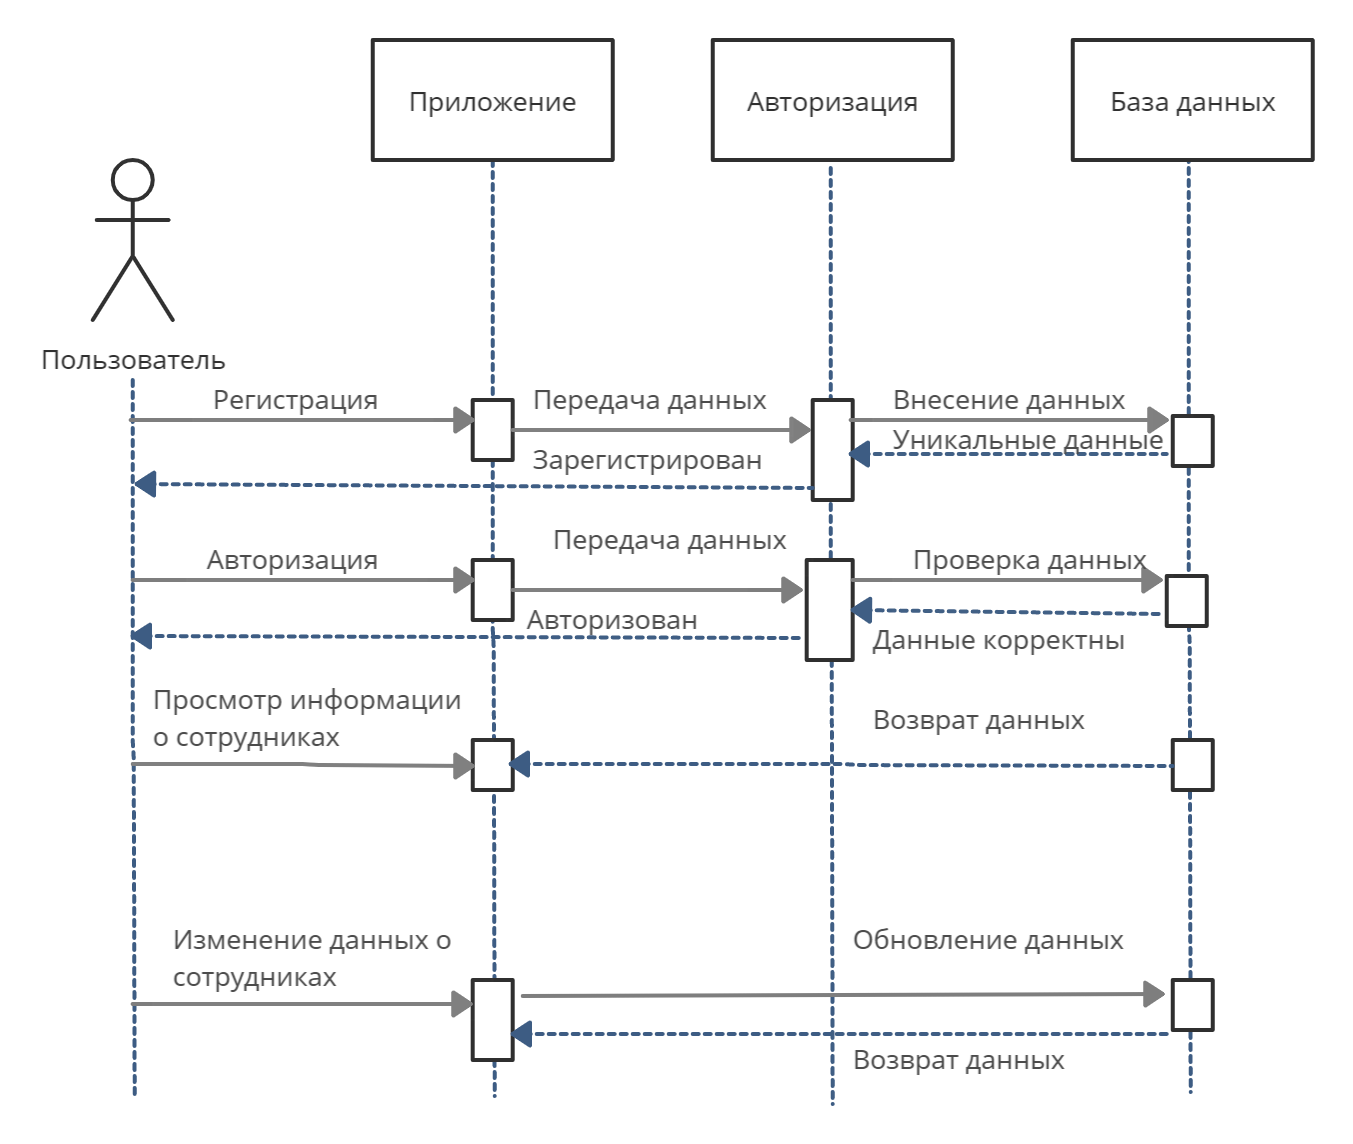 Приложение
Авторизация
База данных
Пользователь
Регистрация
Передача данных
Внесение данных
Уникальные данные
Зарегистрирован
Передача данных
Авторизация
Проверка данных
Авторизован
Данные корректны
Просмотр информации
о сотрудниках
Возврат данных
Изменение данных о
сотрудниках
Обновление данных
Возврат данных